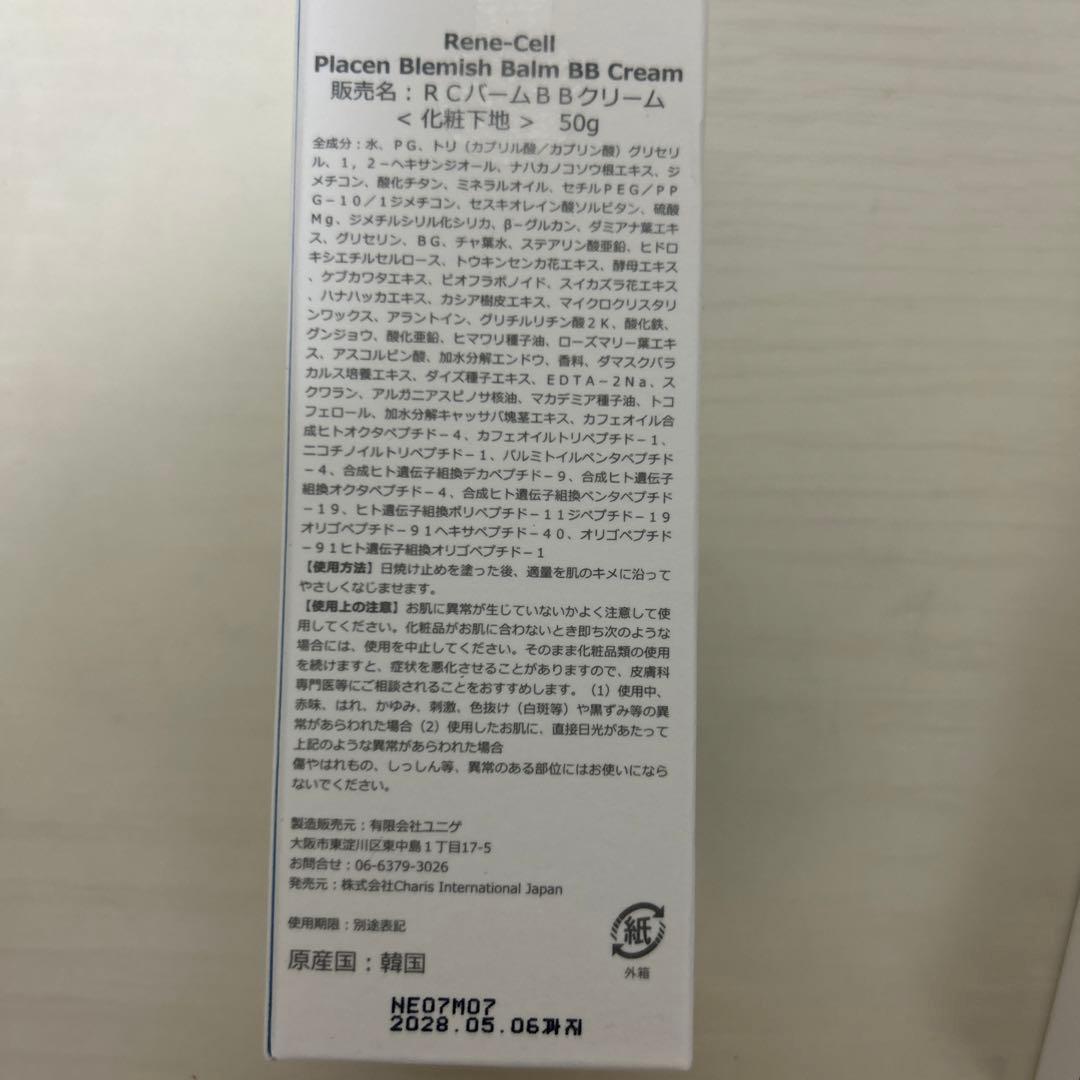 Rene-Cell
Placen Blemish Balm BB Cream
販売名：ＲＣバームＢＢクリーム
＜ 化粧下地 ＞　50g
全成分：水、ＰＧ、トリ（カプリル酸／カプリン酸）グリセリ
ル、１，２－ヘキサンジオール、ナハカノコソウ根エキス、ジ
メチコン、酸化チタン、ミネラルオイル、セチルＰＥＧ／ＰＰ
Ｇ－１０／１ジメチコン、セスキオレイン酸ソルビタン、硫酸
Ｍｇ、ジメチルシリル化シリカ、β－グルカン、ダミアナ葉エキ
ス、グリセリン、ＢＧ、チャ葉水、ステアリン酸亜鉛、ヒドロ
キシエチルセルロース、トウキンセンカ花エキス、酵母エキス
、ケブカワタエキス、ビオフラボノイド、スイカズラ花エキス
、ハナハッカエキス、カシア樹皮エキス、マイクロクリスタリ
ンワックス、アラントイン、グリチルリチン酸２Ｋ、酸化鉄、
グンジョウ、酸化亜鉛、ヒマワリ種子油、ローズマリー葉エキ
ス、アスコルビン酸、加水分解エンドウ、香料、ダマスクバラ
カルス培養エキス、ダイズ種子エキス、ＥＤＴＡ－２Ｎａ、ス
クワラン、アルガニアスピノサ核油、マカデミア種子油、トコ
フェロール、加水分解キャッサバ塊茎エキス、カフェオイル合
成ヒトオクタペプチド－４、カフェオイルトリペプチド－１、
ニコチノイルトリペプチド－１、パルミトイルペンタペプチド
－４、合成ヒト遺伝子組換デカペプチド－９、合成ヒト遺伝子
組換オクタペプチド－４、合成ヒト遺伝子組換ペンタペプチド
－１９、ヒト遺伝子組換ポリペプチド－１１ジペプチド－１９
オリゴペプチド－９１ヘキサペプチド－４０、オリゴペプチド
－９１ヒト遺伝子組換オリゴペプチド－１
【使用方法】日焼け止めを塗った後、適量を肌のキメに沿って
やさしくなじませます。
【使用上の注意】お肌に異常が生じていないかよく注意して使
用してください。化粧品がお肌に合わないとき即ち次のような
場合には、使用を中止してください。そのまま化粧品類の使用
を続けますと、症状を悪化させることがありますので、皮膚科
専門医等にご相談されることをおすすめします。（1）使用中、
赤味、はれ、かゆみ、刺激、色抜け（白斑等）や黒ずみ等の異
常があらわれた場合（2）使用したお肌に、直接日光があたって
上記のような異常があらわれた場合
傷やはれもの、しっしん等、異常のある部位にはお使いになら
ないでください。
製造販売元：有限会社ユニゲ
大阪市東淀川区東中島１丁目17-5
お問合せ：06-6379-3026
発売元：株式会社Charis International Japan
使用期限：別途表記
原産国：韓国
紙
外箱
NE07M07
2028.05.06까지